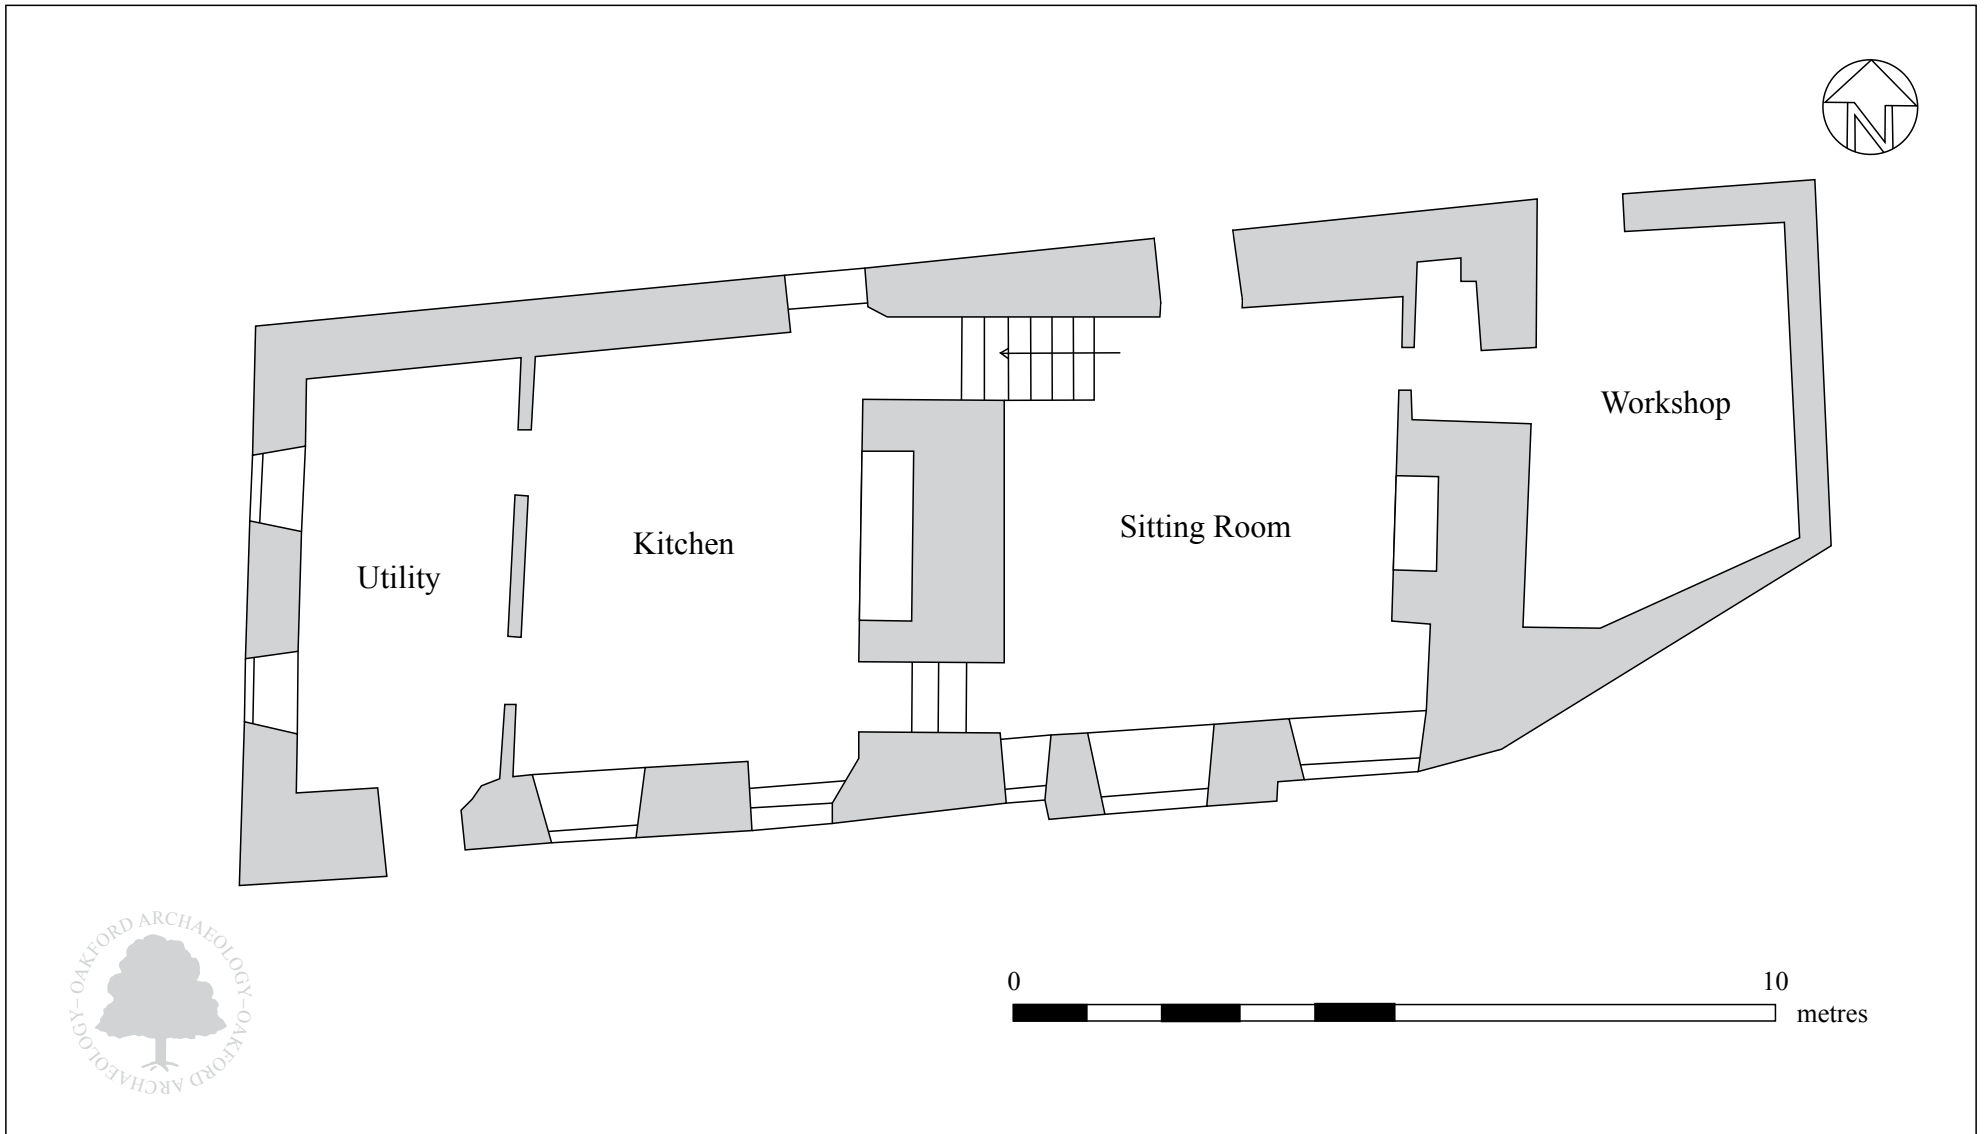 N
Workshop
Sitting Room
Kitchen
Utility
0 10
metres
OAKFORD ARCHAEOLOGY – OAKFORD ARCHAEOLOGY –